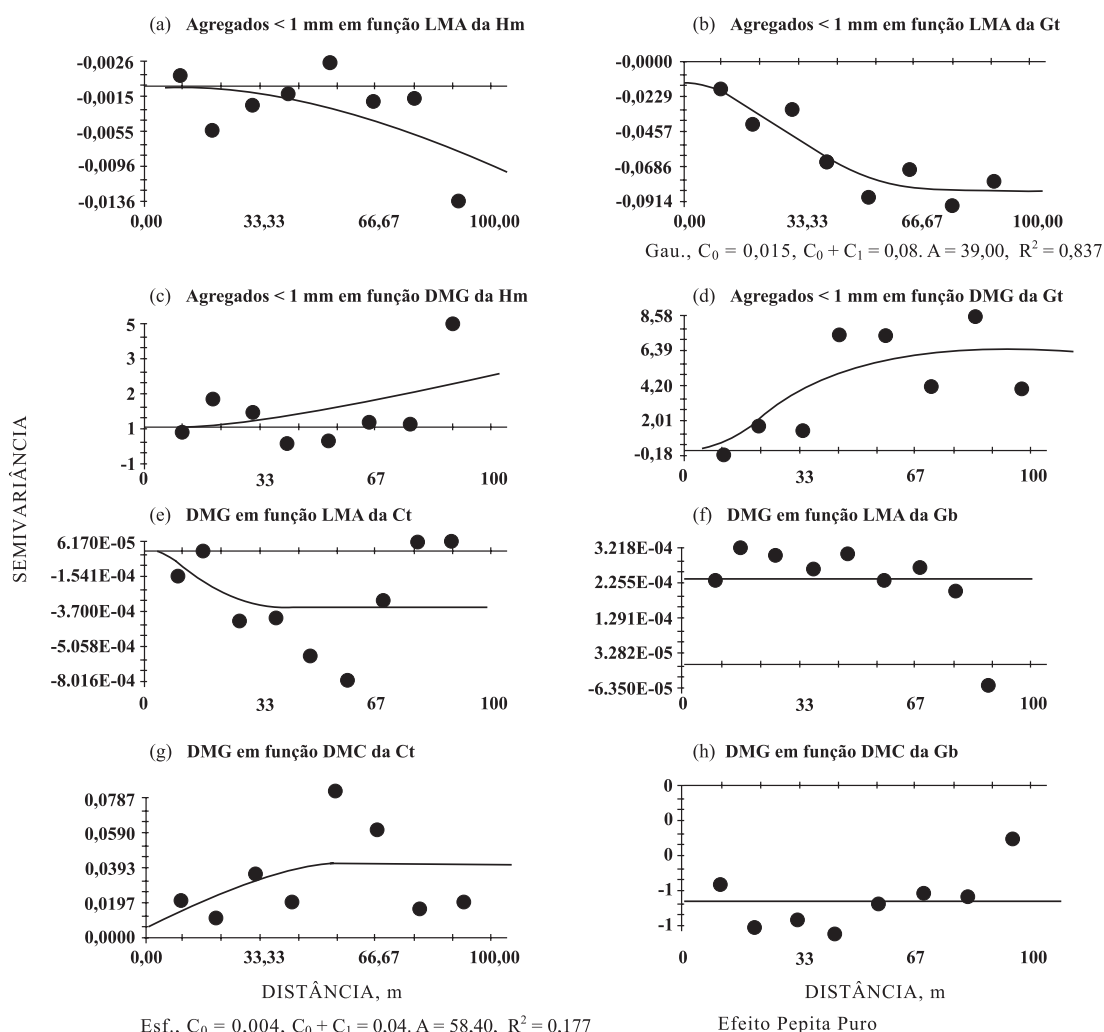 (a) Agregados < 1 mm em função LMA da Hm
-0,0026
-0,0015
-0,0055
-0,0096
-0,0136
0,00 33,33 66,67 100,00
(b) Agregados < 1 mm em função LMA da Gt
-0,0000
-0,0229
-0,0457
-0,0686
-0,0914
0,00 33,33 66,67 100,00
Gau., C0 = 0,015, C0 + C1 = 0,08. A = 39,00, R² = 0,837
(c) Agregados < 1 mm em função DMG da Hm
5
3
2
1
-1
0 33 67 100
(d) Agregados < 1 mm em função DMG da Gt
8,58
6,39
4,20
2,01
-0,18
0 33 67 100
SEMIVARIÂNCIA
(e) DMG em função LMA da Ct
6.170E-05
-1.541E-04
-3.700E-04
-5.058E-04
-8.016E-04
0 33 67 100
(f) DMG em função LMA da Gb
3.218E-04
2.255E-04
1.291E-04
3.282E-05
-6.350E-05
0 33 67 100
(g) DMG em função DMC da Ct
0,0787
0,0590
0,0393
0,0197
0,0000
0,00 33,33 66,67 100,00
DISTÂNCIA, m
Esf., C0 = 0,004, C0 + C1 = 0,04. A = 58,40, R² = 0,177
(h) DMG em função DMC da Gb
0
0
0
-1
-1
0 33 67 100
DISTÂNCIA, m
Efeito Pepita Puro